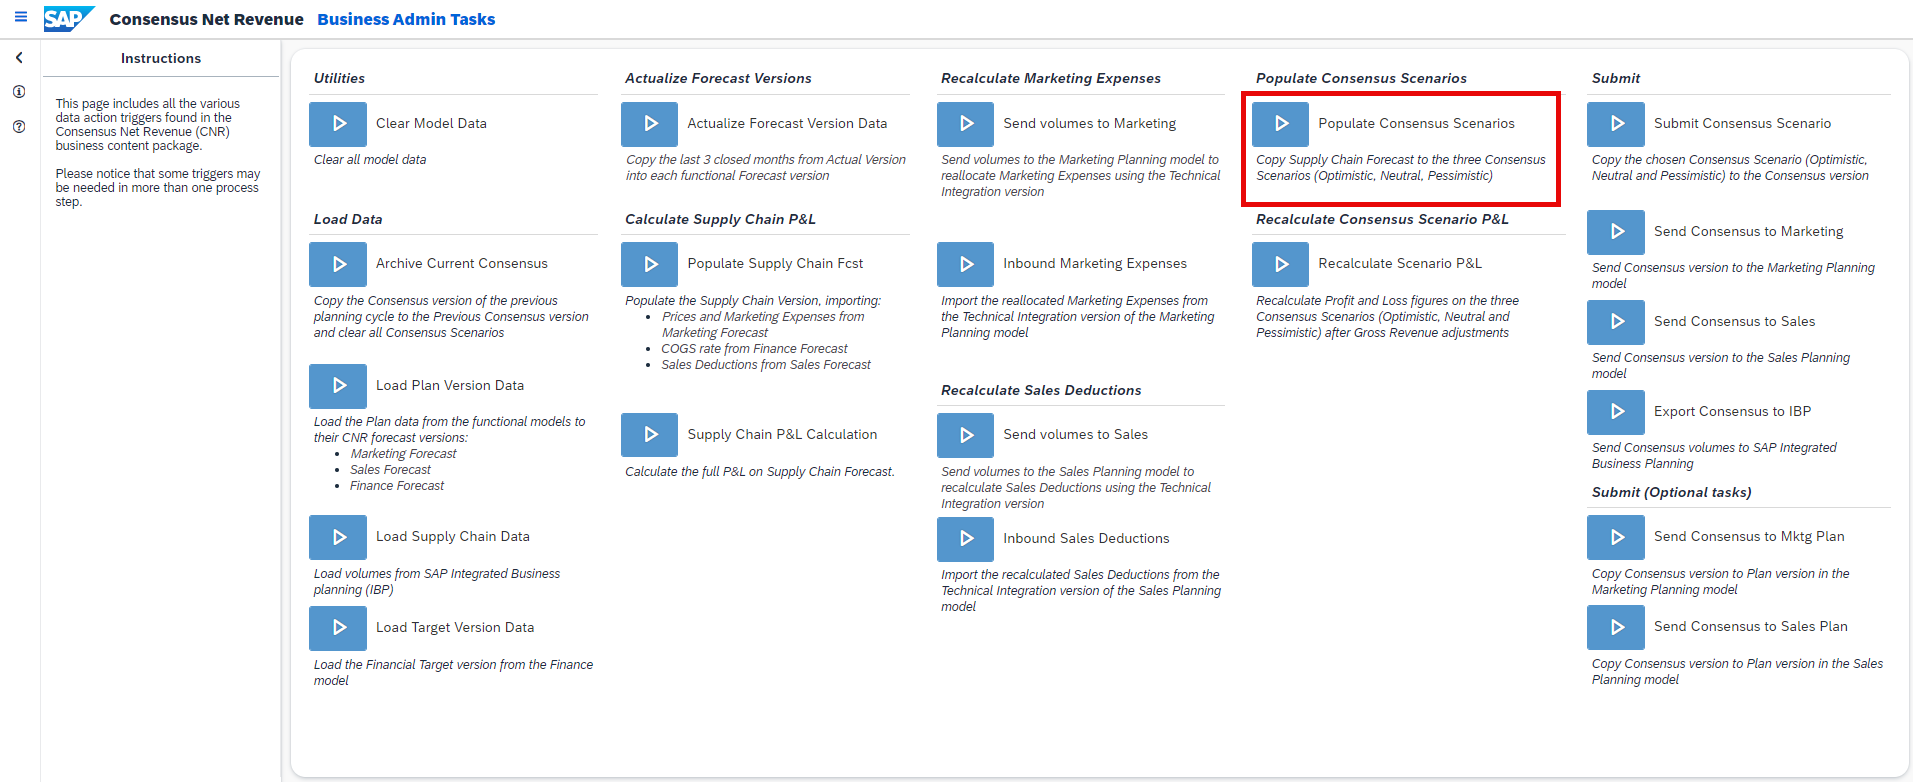 SAP Consensus Net Revenue Business Admin Tasks
Instructions
This page includes all the various
data action triggers found in the
Consensus Net Revenue (CNR)
business content package.
Please notice that some triggers may
be needed in more than one process
step.
Utilities
Clear Model Data
Clear all model data
Load Data
Archive Current Consensus
Copy the Consensus version of the previous
planning cycle to the Previous Consensus version
and clear all Consensus Scenarios
Load Plan Version Data
Load the Plan data from the functional models to
their CNR forecast versions:
• Marketing Forecast
• Sales Forecast
• Finance Forecast
Load Supply Chain Data
Load volumes from SAP Integrated Business
planning (IBP)
Load Target Version Data
Load the Financial Target version from the Finance
model
Actualize Forecast Versions
Actualize Forecast Version Data
Copy the last 3 closed months from Actual Version
into each functional Forecast version
Calculate Supply Chain P&L
Populate Supply Chain Fcst
Populate the Supply Chain Version, importing:
• Prices and Marketing Expenses from
Marketing Forecast
• COGS rate from Finance Forecast
• Sales Deductions from Sales Forecast
Supply Chain P&L Calculation
Calculate the full P&L on Supply Chain Forecast.
Recalculate Marketing Expenses
Send volumes to Marketing
Send volumes to the Marketing Planning model to
reallocate Marketing Expenses using the Technical
Integration version
Inbound Marketing Expenses
Import the reallocated Marketing Expenses from
the Technical Integration version of the Marketing
Planning model
Recalculate Sales Deductions
Send volumes to Sales
Send volumes to the Sales Planning model to
recalculate Sales Deductions using the Technical
Integration version
Inbound Sales Deductions
Import the recalculated Sales Deductions from the
Technical Integration version of the Sales Planning
model
Populate Consensus Scenarios
Populate Consensus Scenarios
Copy Supply Chain Forecast to the three Consensus
Scenarios (Optimistic, Neutral, Pessimistic)
Recalculate Consensus Scenario P&L
Recalculate Scenario P&L
Recalculate Profit and Loss figures on the three
Consensus Scenarios (Optimistic, Neutral and
Pessimistic) after Gross Revenue adjustments
Submit
Submit Consensus Scenario
Copy the chosen Consensus Scenario (Optimistic,
Neutral and Pessimistic) to the Consensus version
Send Consensus to Marketing
Send Consensus version to the Marketing Planning
model
Send Consensus to Sales
Send Consensus version to the Sales Planning
model
Export Consensus to IBP
Send Consensus volumes to SAP Integrated
Business Planning
Submit (Optional tasks)
Send Consensus to Mktg Plan
Copy Consensus version to Plan version in the
Marketing Planning model
Send Consensus to Sales Plan
Copy Consensus version to Plan version in the Sales
Planning model